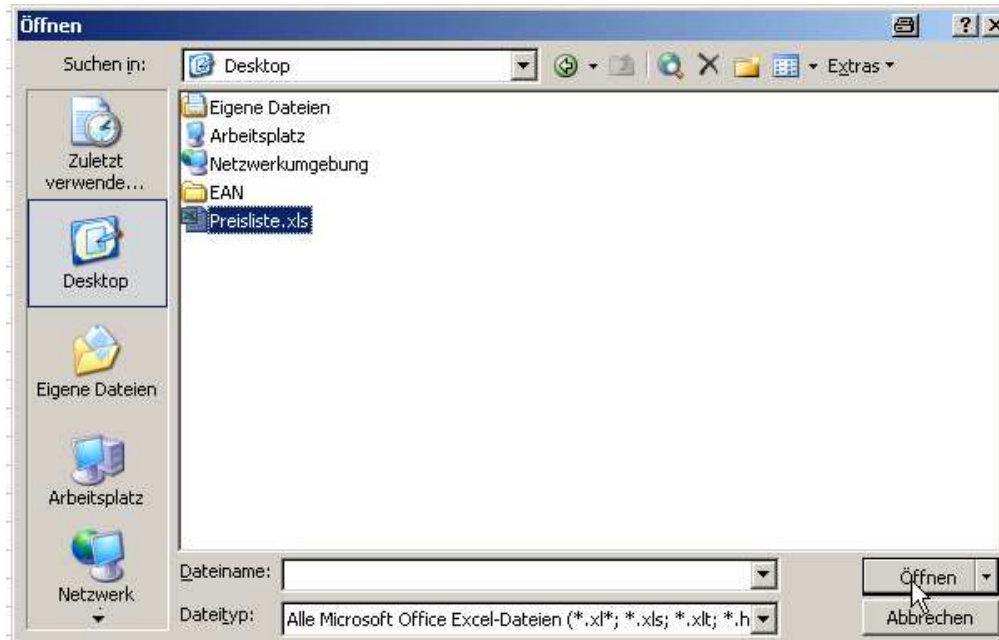 Öffnen
Suchen in:
Desktop
Extras
Zuletzt
verwende...
Desktop
Eigene Dateien
Arbeitsplatz
Netzwerk
Eigene Dateien
Arbeitsplatz
Netzwerkumgebung
EAN
Preisliste.xls
Dateiname:
Öffnen
Dateityp:
Alle Microsoft Office Excel-Dateien (*.xl*; *.xls; *.xlt; *.h
Abbrechen